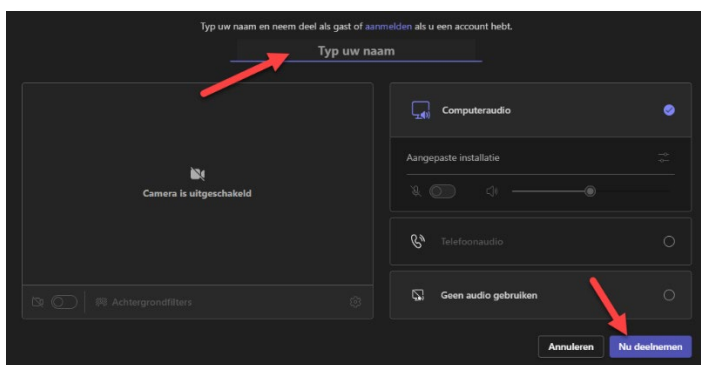 Typ uw naam en neem deel als gast of aanmelden als u een account hebt.
Typ uw naam
Computeraudio
Aangepaste installatie
Camera is uitgeschakeld
Telefoonaudio
Achtergrondfilters
Geen audio gebruiken
Annuleren
Nu deelnemen